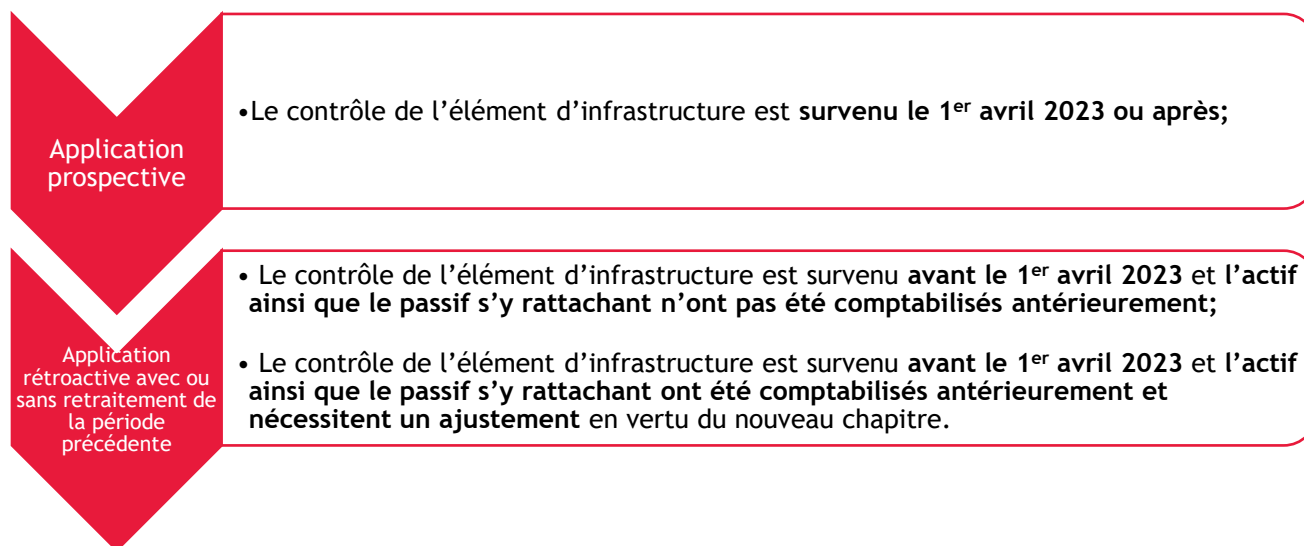 •Le contrôle de l’élément d’infrastructure est survenu le 1er avril 2023 ou après;
Application
prospective
• Le contrôle de l’élément d’infrastructure est survenu avant le 1er avril 2023 et l’actif
ainsi que le passif s’y rattachant n’ont pas été comptabilisés antérieurement;
• Le contrôle de l’élément d’infrastructure est survenu avant le 1er avril 2023 et l’actif
ainsi que le passif s’y rattachant ont été comptabilisés antérieurement et
nécessitent un ajustement en vertu du nouveau chapitre.
Application
rétroactive avec ou
sans retraitement de
la période
précédente